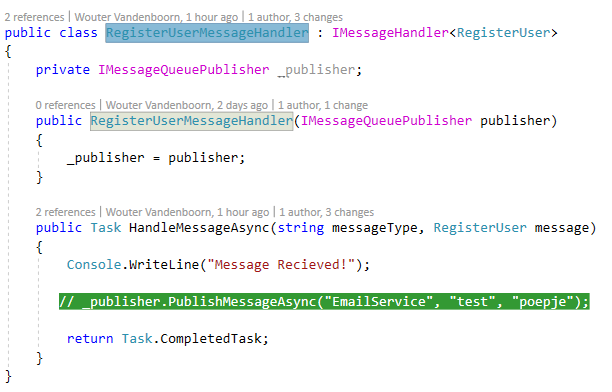 2 references | Wouter Vandenboorn, 1 hour ago | 1 author, 3 changes
public class RegisterUserMessageHandler : IMessageHandler<RegisterUser>
{
    private IMessageQueuePublisher _publisher;
    0 references | Wouter Vandenboorn, 2 days ago | 1 author, 1 change
    public RegisterUserMessageHandler(IMessageQueuePublisher publisher)
    {
        _publisher = publisher;
    }
    2 references | Wouter Vandenboorn, 1 hour ago | 1 author, 3 changes
    public Task HandleMessageAsync(string messageType, RegisterUser message)
    {
        Console.WriteLine("Message Recieved!");
        // _publisher.PublishMessageAsync("EmailService", "test", "poepje");
        return Task.CompletedTask;
    }
}